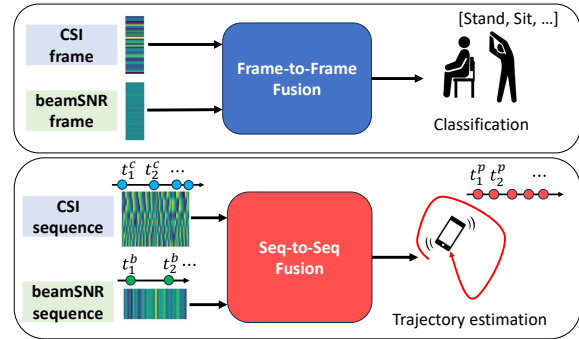 CSI
frame
beamSNR
frame
Frame-to-Frame
Fusion
[Stand, Sit, …]
Classification
CSI
sequence
t₁ᶜ t₂ᶜ …
beamSNR
sequence
t₁ᵇ t₂ᵇ …
Seq-to-Seq
Fusion
t₁ᵖ t₂ᵖ …
Trajectory estimation